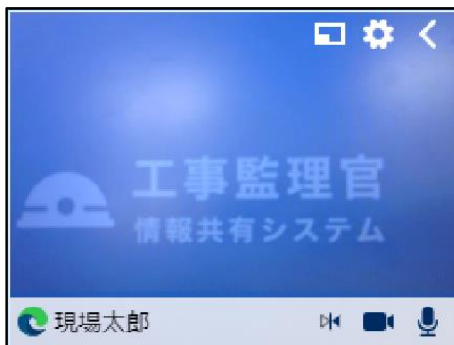 工事監理官
情報共有システム
現場太郎